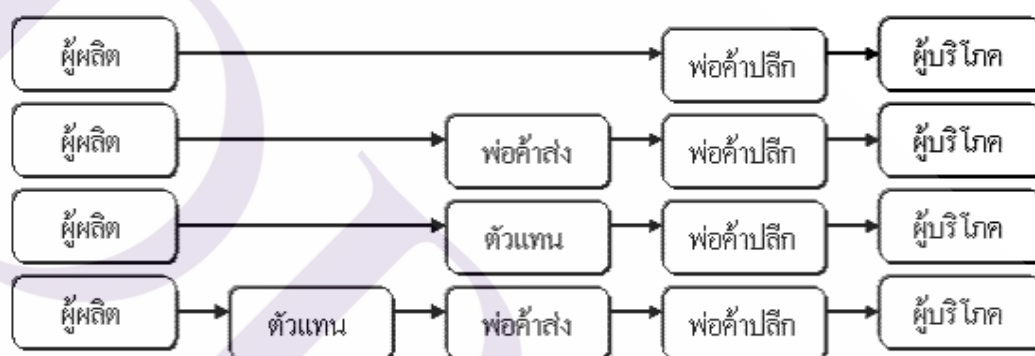 ผู้ผลิต พ่อค้าปลีก ผู้บริโภค
ผู้ผลิต พ่อค้าส่ง พ่อค้าปลีก ผู้บริโภค
ผู้ผลิต ตัวแทน พ่อค้าปลีก ผู้บริโภค
ผู้ผลิต ตัวแทน พ่อค้าส่ง พ่อค้าปลีก ผู้บริโภค